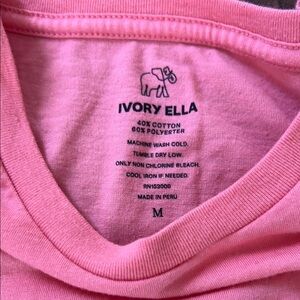 IVORY ELLA
40% COTTON
60% POLYERTER
MACHINE WASH COLD.
TUMBLE DRY LOW.
ONLY NON CHLORINE BLEACH.
COOL IRON IF NEEDED.
RN153000
MADE IN PERU
M